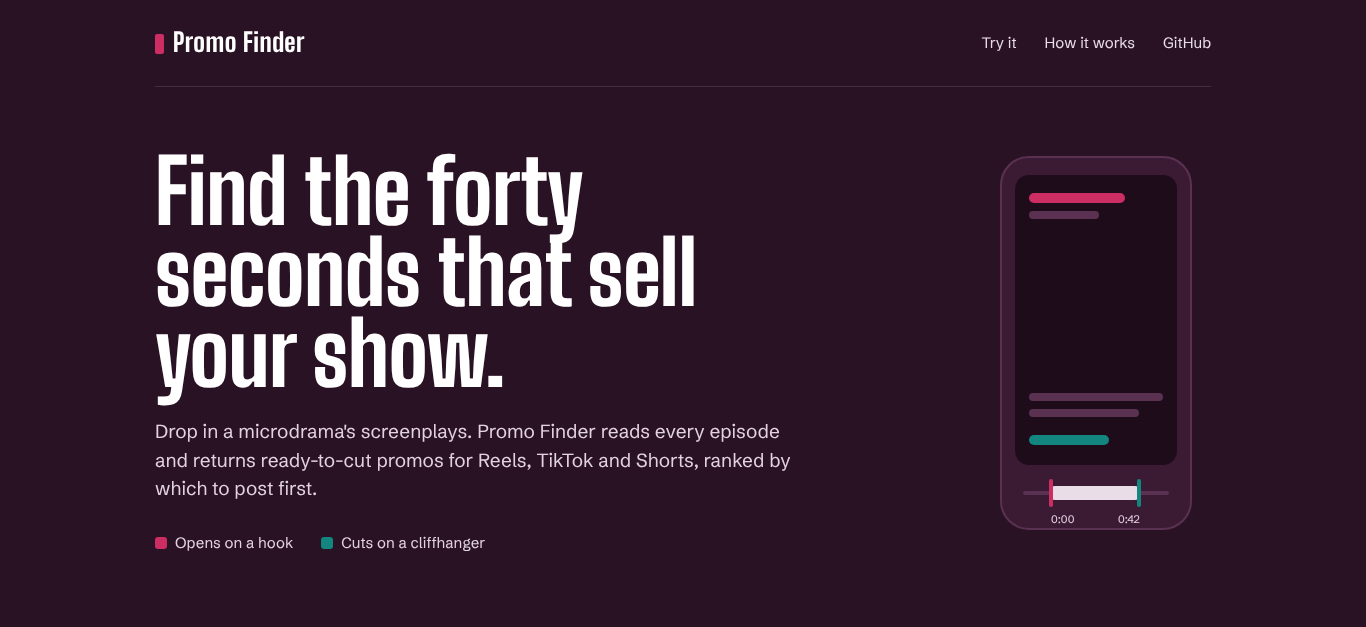 Promo Finder
Try it
How it works
GitHub
Find the forty
seconds that sell
your show.
Drop in a microdrama's screenplays. Promo Finder reads every episode
and returns ready-to-cut promos for Reels, TikTok and Shorts, ranked by
which to post first.
Opens on a hook
Cuts on a cliffhanger
0:00
0:42